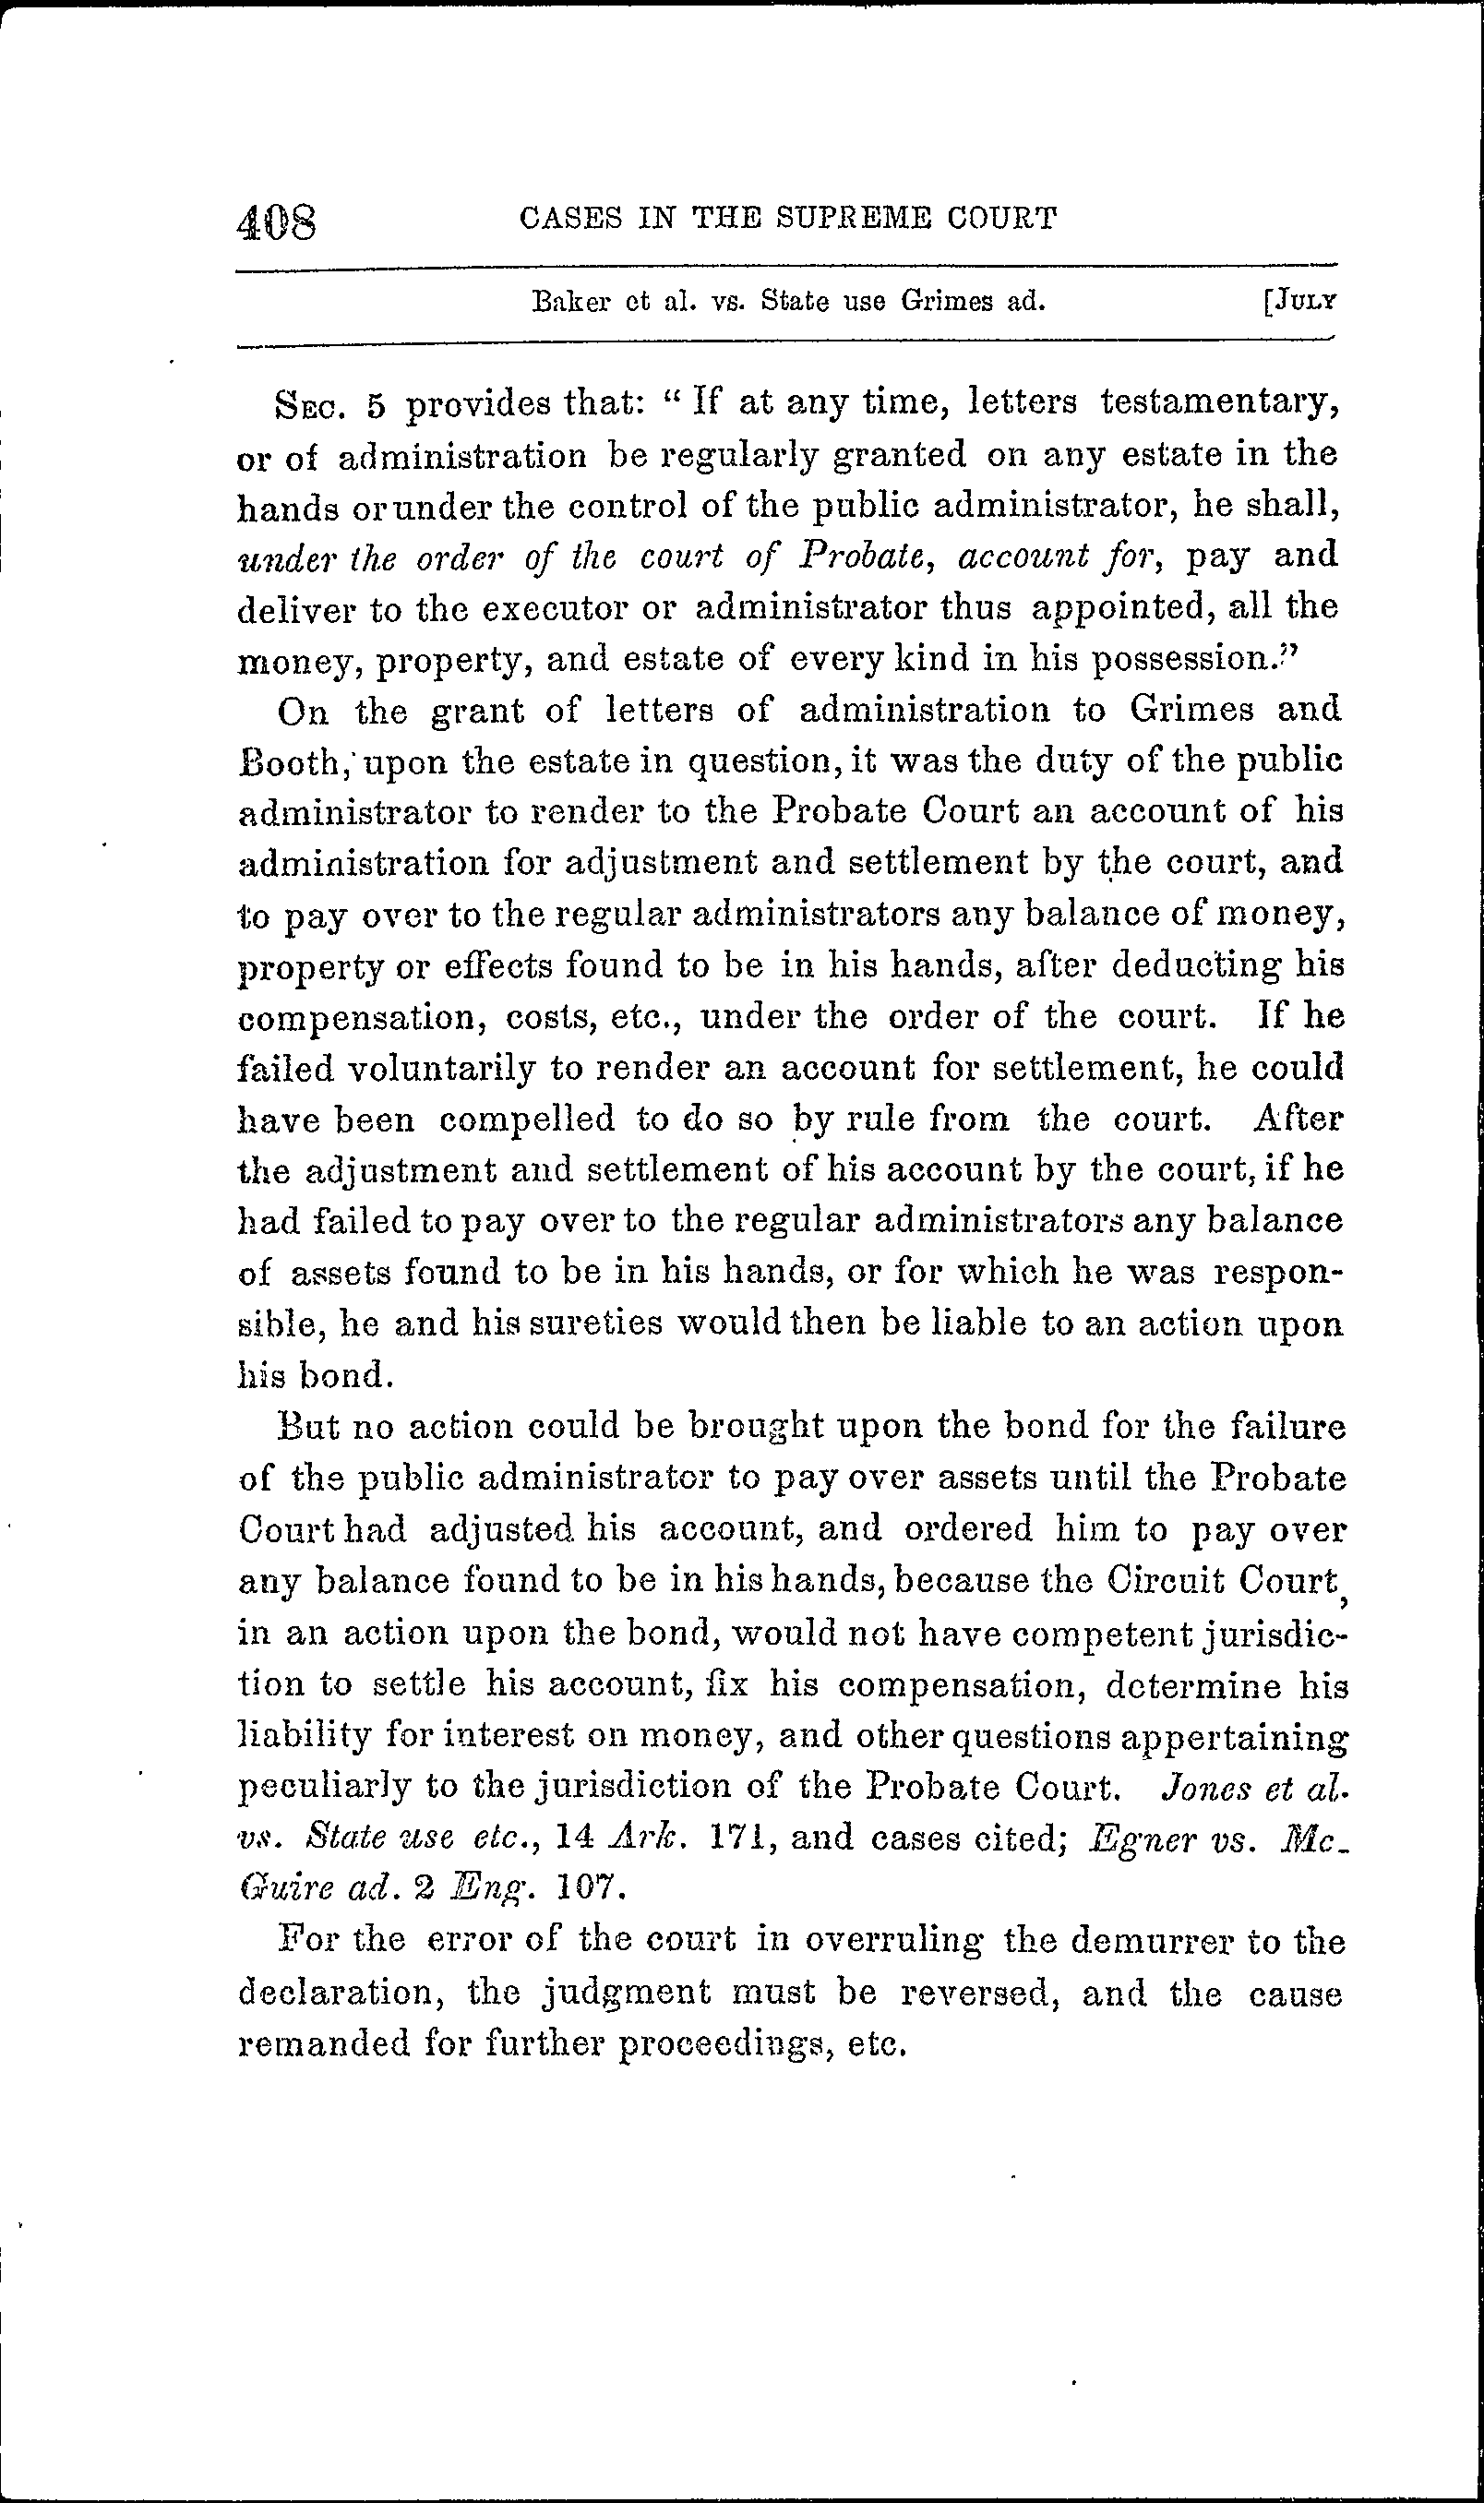 408 CASES IN THE SUPREME COURT
Baker et al. vs. State use Grimes ad. [JULY
SEC. 5 provides that: " If at any time, letters testamentary,
or of administration be regularly granted on any estate in the
hands or under the control of the public administrator, he shall,
under the order of the court of Probate, account for, pay and
deliver to the executor or administrator thus appointed, all the
money, property, and estate of every kind in his possession."
On the grant of letters of administration to Grimes and
Booth, upon the estate in question, it was the duty of the public
administrator to render to the Probate Court an account of his
administration for adjustment and settlement by the court, and
to pay over to the regular administrators any balance of money,
property or effects found to be in his hands, after deducting his
compensation, costs, etc., under the order of the court. If he
failed voluntarily to render an account for settlement, he could
have been compelled to do so by rule from the court. After
the adjustment and settlement of his account by the court, if he
had failed to pay over to the regular administrators any balance
of assets found to be in his hands, or for which he was respon-
sible, he and his sureties would then be liable to an action upon
his bond.
But no action could be brought upon the bond for the failure
of the public administrator to pay over assets until the Probate
Court had adjusted his account, and ordered him to pay over
any balance found to be in his hands, because the Circuit Court,
in an action upon the bond, would not have competent jurisdic-
tion to settle his account, fix his compensation, determine his
liability for interest on money, and other questions appertaining
peculiarly to the jurisdiction of the Probate Court. Jones et al.
vs. State use etc., 14 Ark. 171, and cases cited; Egner vs. Mc-
Guire ad. 2 Eng. 107.
For the error of the court in overruling the demurrer to the
declaration, the judgment must be reversed, and the cause
remanded for further proceedings, etc.